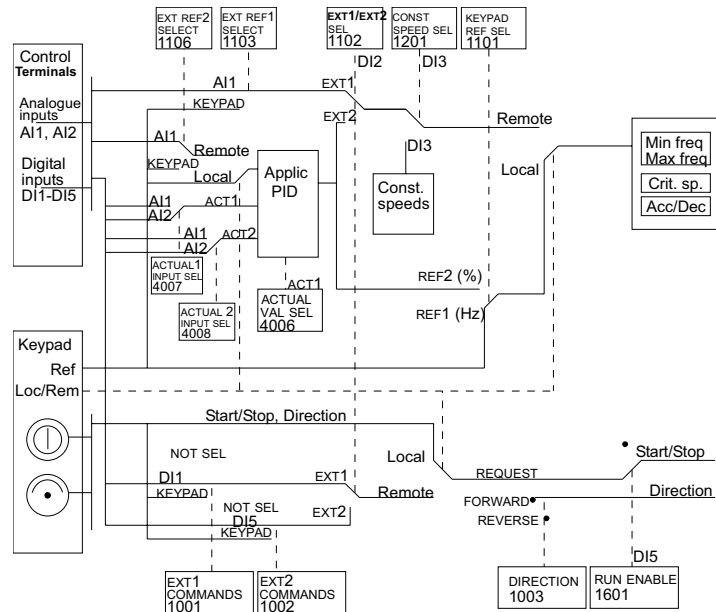 EXT REF2
SELECT
1106
EXT REF1
SELECT
1103
EXT1/EXT2
SEL
1102
CONST
SPEED SEL
1201
KEYPAD
REF SEL
1101
Control
Terminals
Analogue
inputs
AI1, AI2
Digital
inputs
DI1-DI5
DI2
DI3
AI1
EXT1
KEYPAD
EXT2
Remote
AI1
Remote
KEYPAD
Local
DI3
Local
Applic
PID
Const.
speeds
Min freq
Max freq
Crit. sp.
Acc/Dec
AI1
ACT1
AI2
AI1
ACT2
AI2
ACTUAL1
INPUT SEL
4007
ACTUAL 2
INPUT SEL
4008
ACT1
ACTUAL
VAL SEL
4006
REF2 (%)
REF1 (Hz)
Keypad
Ref
Loc/Rem
Start/Stop, Direction
NOT SEL
Local
Start/Stop
DI1
EXT1
REQUEST
KEYPAD
Remote
Direction
NOT SEL
FORWARD
DI5
EXT2
REVERSE
KEYPAD
DI5
EXT1
COMMANDS
1001
EXT2
COMMANDS
1002
DIRECTION
1003
RUN ENABLE
1601